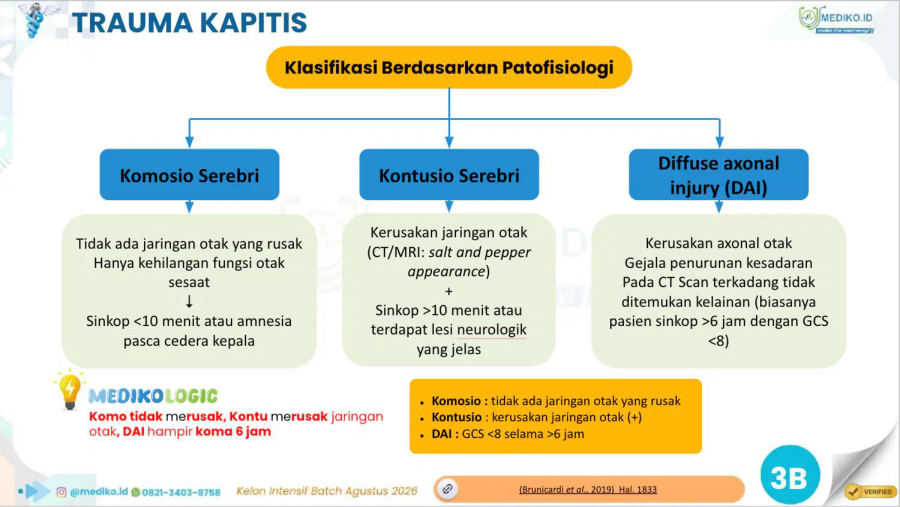 TRAUMA KAPITIS
MEDIKO.ID
make the med-easy!
Klasifikasi Berdasarkan Patofisiologi
Komosio Serebri
Kontusio Serebri
Diffuse axonal
injury (DAI)
Tidak ada jaringan otak yang rusak
Hanya kehilangan fungsi otak
sesaat
↓
Sinkop <10 menit atau amnesia
pasca cedera kepala
Kerusakan jaringan otak
(CT/MRI: salt and pepper
appearance)
+
Sinkop >10 menit atau
terdapat lesi neurologik
yang jelas
Kerusakan axonal otak
Gejala penurunan kesadaran
Pada CT Scan terkadang tidak
ditemukan kelainan (biasanya
pasien sinkop >6 jam dengan GCS
<8)
MEDIKOLOGIC
Komo tidak merusak, Kontu merusak jaringan
otak, DAI hampir koma 6 jam
• Komosio : tidak ada jaringan otak yang rusak
• Kontusio : kerusakan jaringan otak (+)
• DAI : GCS <8 selama >6 jam
@mediko.id 0821-3403-8758
Kelon Intensif Batch Agustus 2026
(Brunicardi et al., 2019) Hal. 1833
3B
VERIFIED